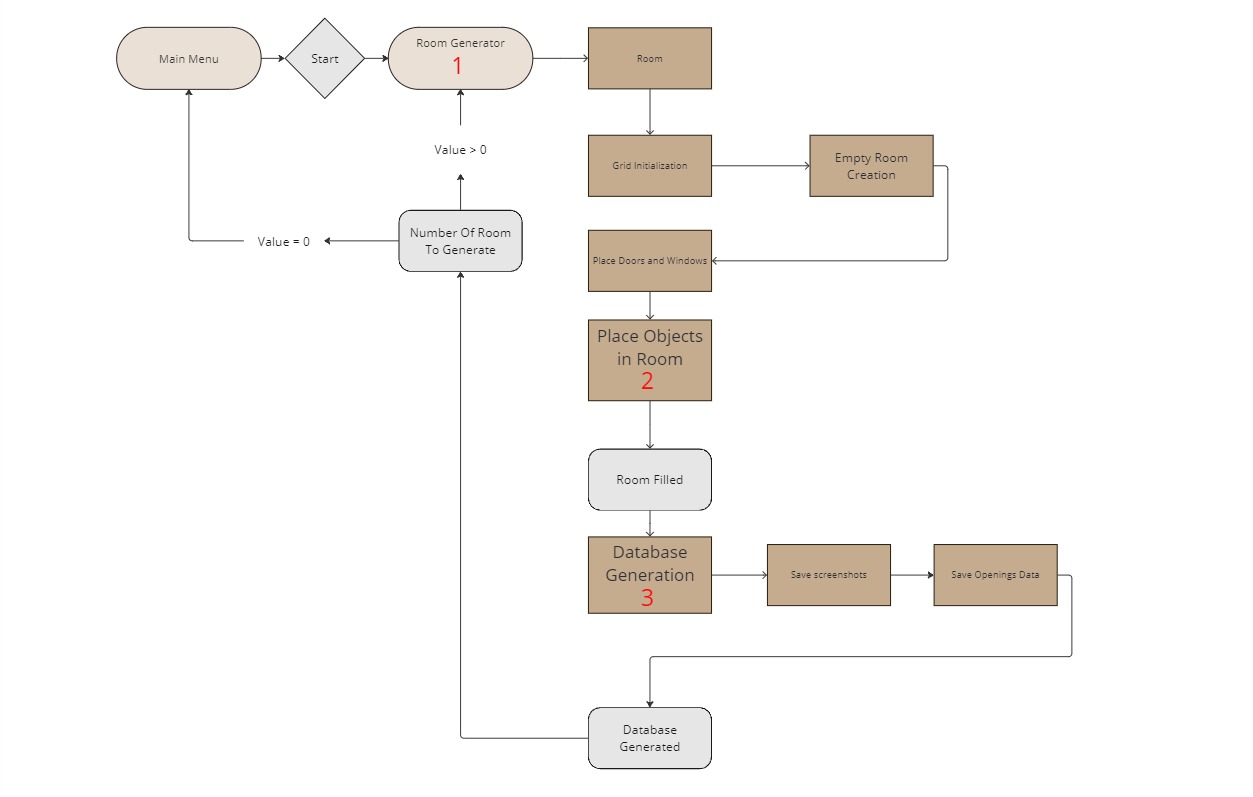 Main Menu
Start
Room Generator
1
Room
Value > 0
Grid Initialization
Empty Room
Creation
Number Of Room
To Generate
Value = 0
Place Doors and Windows
Place Objects
in Room
2
Room Filled
Database
Generation
3
Save screenshots
Save Openings Data
Database
Generated